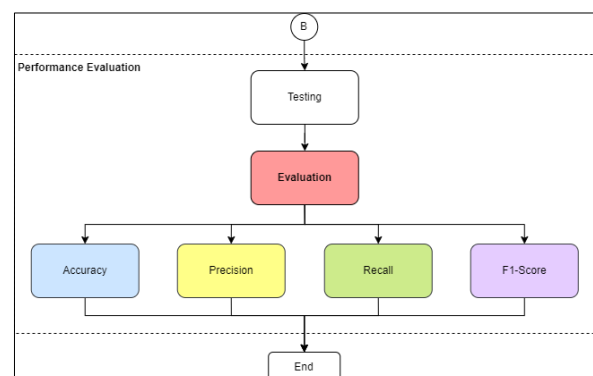 B
Performance Evaluation
Testing
Evaluation
Accuracy
Precision
Recall
F1-Score
End